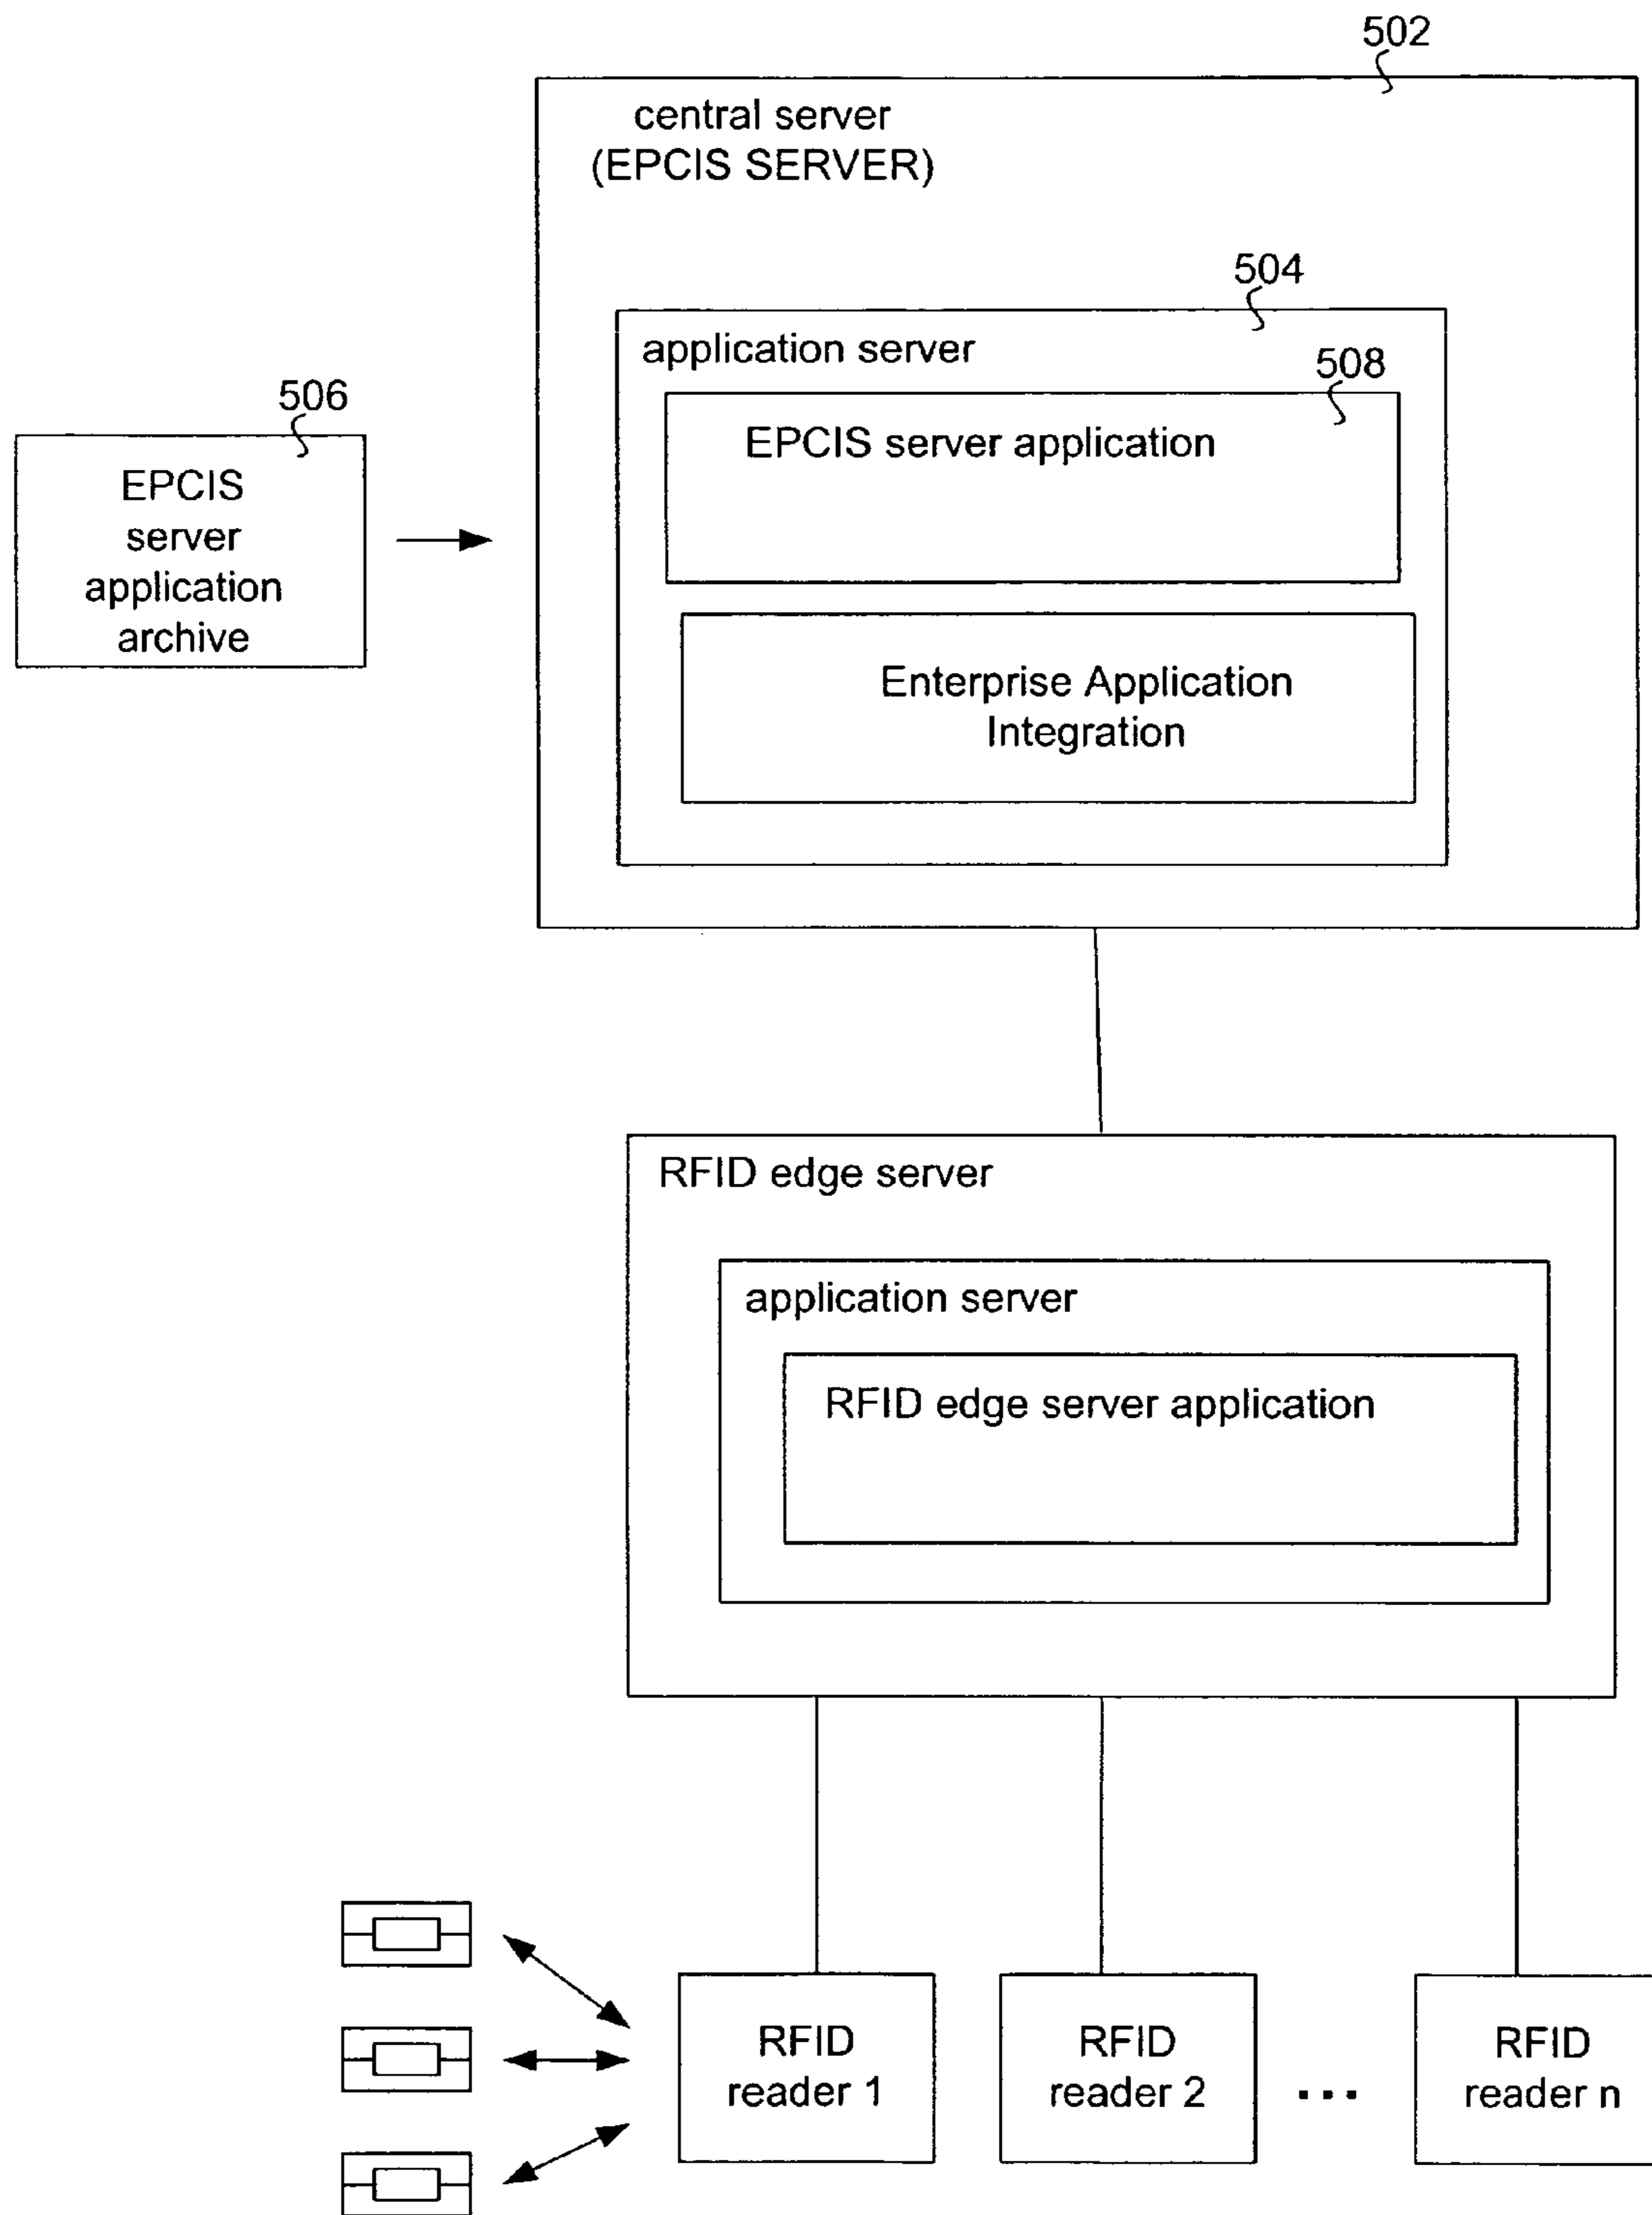 502
central server
(EPCIS SERVER)
504
application server
508
EPCIS server application
506
EPCIS
server
application
archive
Enterprise Application
Integration
RFID edge server
application server
RFID edge server application
RFID
reader 1
RFID
reader 2
...
RFID
reader n